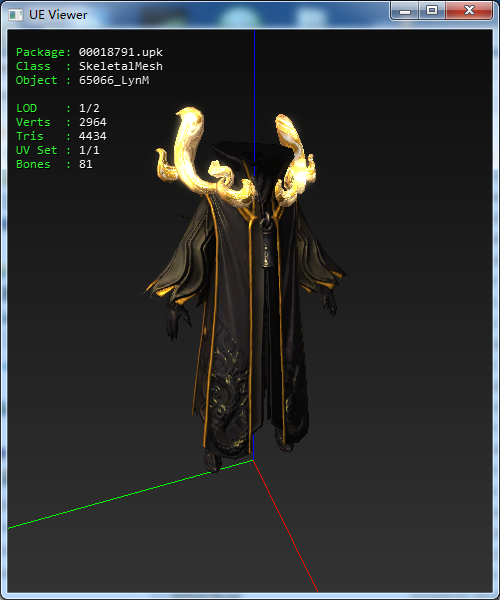 UE Viewer
Package: 00018791.upk
Class : SkeletalMesh
Object : 65066_LynM
LOD : 1/2
Verts : 2964
Tris : 4434
UV Set : 1/1
Bones : 81